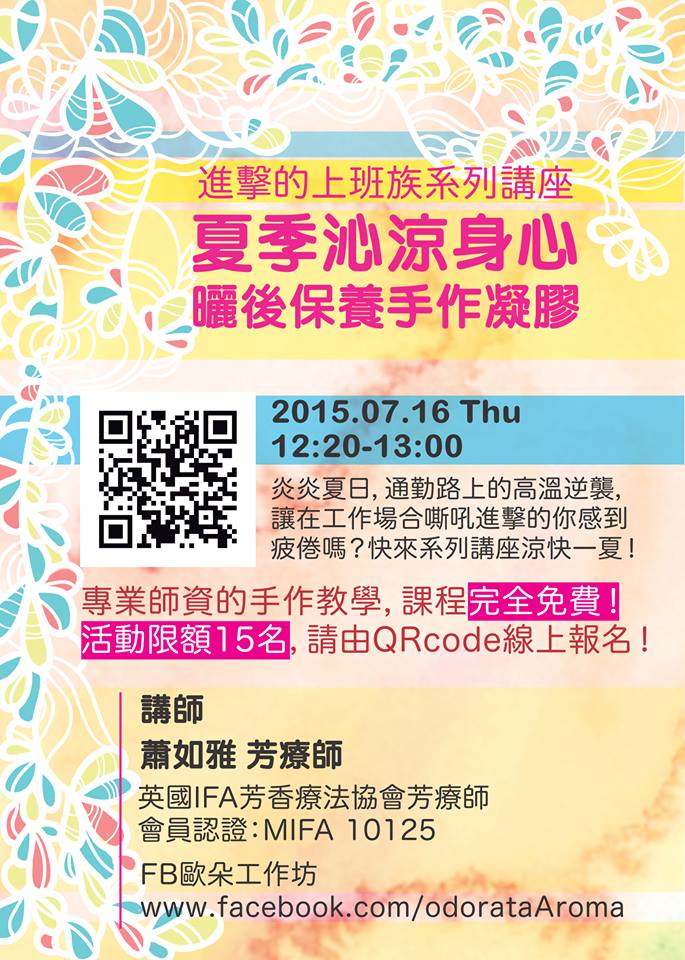 進擊的上班族系列講座
夏季沁涼身心
曬後保養手作凝膠
2015.07.16 Thu
12:20-13:00
炎炎夏日, 通勤路上的高溫逆襲,
讓在工作場合嘶吼進擊的你感到
疲倦嗎?快來系列講座涼快一夏!
專業師資的手作教學, 課程完全免費!
活動限額15名, 請由QRcode線上報名!
講師
蕭如雅 芳療師
英國IFA芳香療法協會芳療師
會員認證:MIFA 10125
FB歐朵工作坊
www.facebook.com/odorataAroma